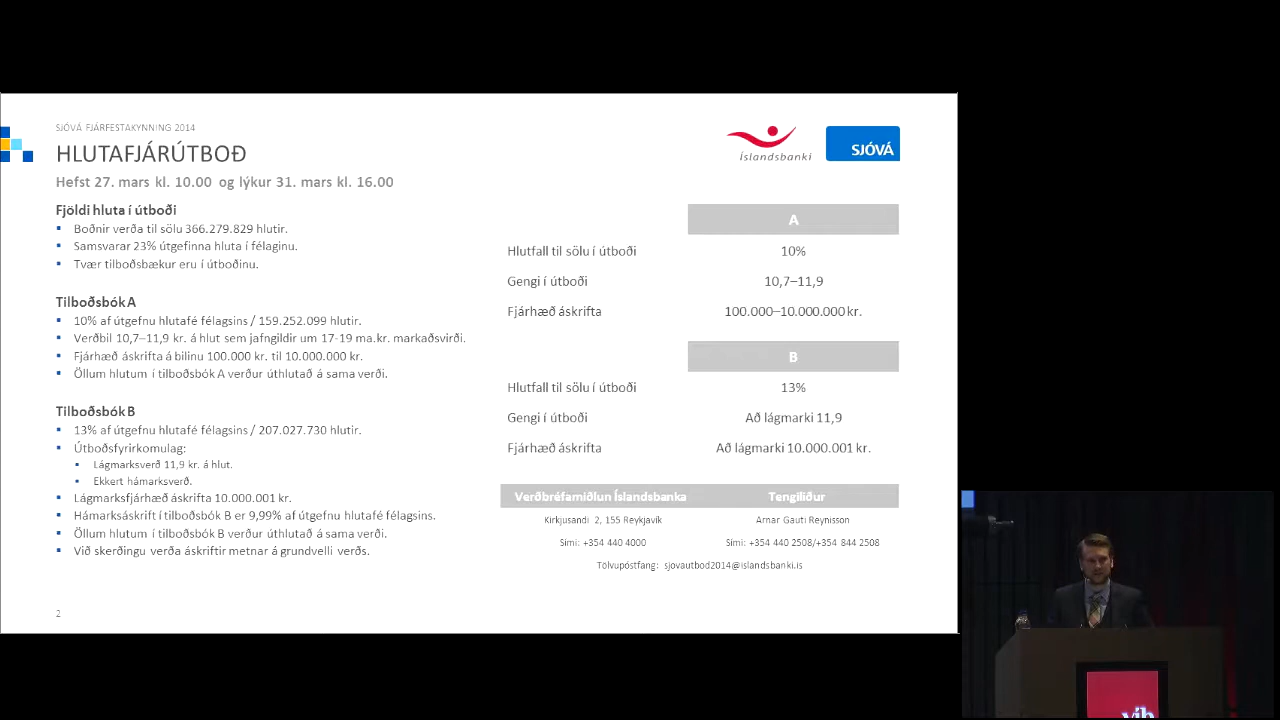 SJÓVÁ FJÁRFESTAKYNNING 2014
HLUTAFJÁRÚTBOÐ
Hefst 27. mars kl. 10.00 og lýkur 31. mars kl. 16.00
Íslandsbanki
SJÓVÁ
Fjöldi hluta í útboði
Boðnir verða til sölu 366.279.829 hlutir.
Samsvarar 23% útgefinna hluta í félaginu.
Tvær tilboðsbækur eru í útboðinu.
Tilboðsbók A
10% af útgefnu hlutafé félagsins / 159.252.099 hlutir.
Verðbil 10,7–11,9 kr. á hlut sem jafngildir um 17-19 ma.kr. markaðsvirði.
Fjárhæð áskrifta á bilinu 100.000 kr. til 10.000.000 kr.
Öllum hlutum í tilboðsbók A verður úthlutað á sama verði.
Tilboðsbók B
13% af útgefnu hlutafé félagsins / 207.027.730 hlutir.
Útboðsfyrirkomulag:
Lágmarksverð 11,9 kr. á hlut.
Ekkert hámarksverð.
Lágmarksfjárhæð áskrifta 10.000.001 kr.
Hámarksáskrift í tilboðsbók B er 9,99% af útgefnu hlutafé félagsins.
Öllum hlutum í tilboðsbók B verður úthlutað á sama verði.
Við skerðingu verða áskriftir metnar á grundvelli verðs.
A
Hlutfall til sölu í útboði 10%
Gengi í útboði 10,7–11,9
Fjárhæð áskrifta 100.000–10.000.000 kr.
B
Hlutfall til sölu í útboði 13%
Gengi í útboði Að lágmarki 11,9
Fjárhæð áskrifta Að lágmarki 10.000.001 kr.
Verðbréfamiðlun Íslandsbanka Tengiliður
Kirkjusandi 2, 155 Reykjavík Arnar Gauti Reynisson
Sími: +354 440 4000 Sími: +354 440 2508/+354 844 2508
Tölvupóstfang: sjovautbod2014@islandsbanki.is
2
víb